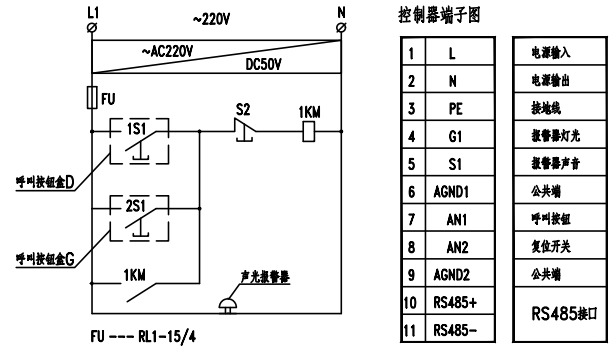 L1
~220V
N
~AC220V
DC50V
FU
1S1
S2
1KM
呼叫按钮盒D
2S1
呼叫按钮盒G
1KM
声光报警器
FU --- RL1-15/4
控制器端子图
1 L 电源输入
2 N 电源输出
3 PE 接地线
4 G1 报警器灯光
5 S1 报警器声音
6 AGND1 公共端
7 AN1 呼叫按钮
8 AN2 复位开关
9 AGND2 公共端
10 RS485+ RS485接口
11 RS485-